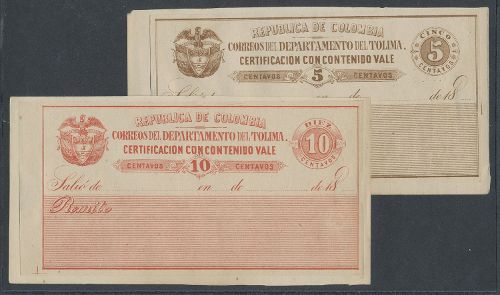 REPUBLICA DE COLOMBIA
CORREOS DEL DEPARTAMENTO DEL TOLIMA.
CERTIFICACION CON CONTENIDO VALE
CENTAVOS 5 CENTAVOS
CINCO
5
CENTAVOS
de de 18
REPUBLICA DE COLOMBIA
CORREOS DEL DEPARTAMENTO DEL TOLIMA.
CERTIFICACION CON CONTENIDO VALE
CENTAVOS 10 CENTAVOS
DIEZ
10
CENTAVOS
Salió de en de de 18
Remite